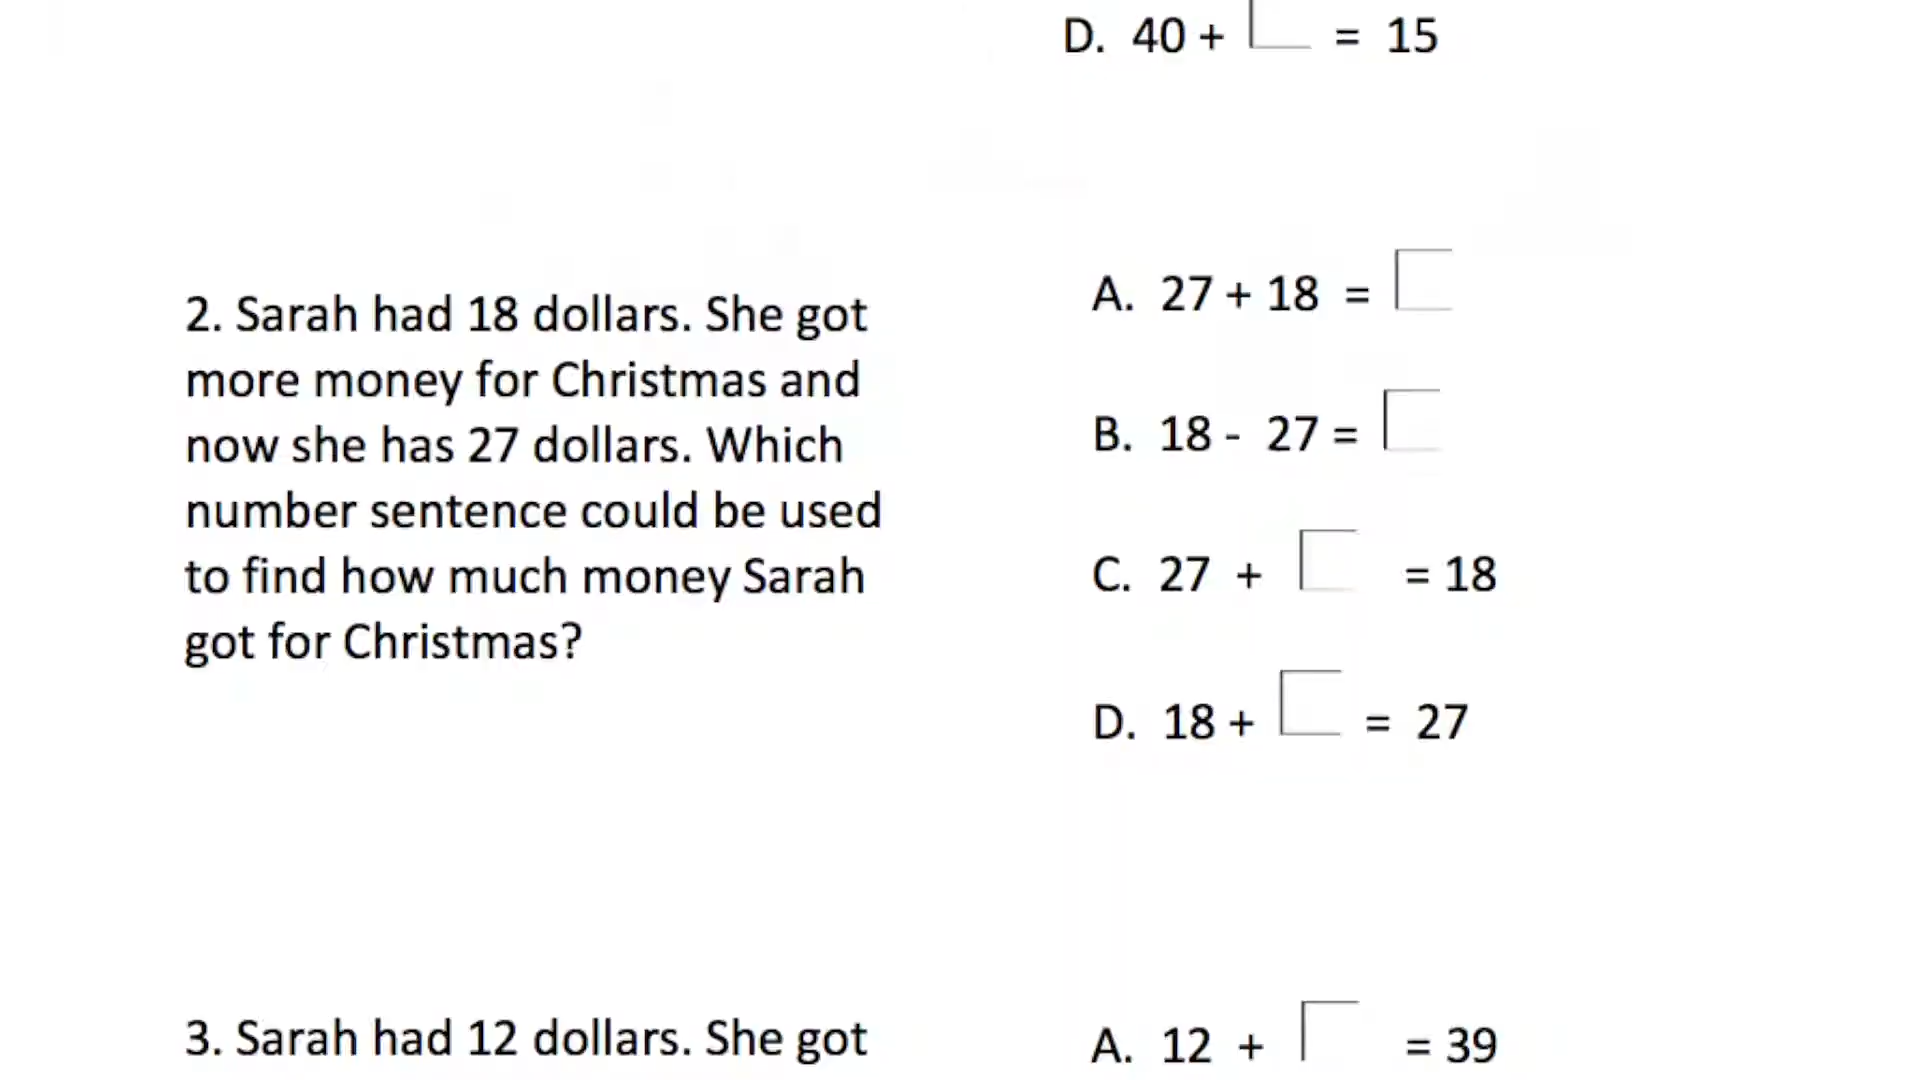 D. 40 + = 15
2. Sarah had 18 dollars. She got
more money for Christmas and
now she has 27 dollars. Which
number sentence could be used
to find how much money Sarah
got for Christmas?
A. 27 + 18 =
B. 18 - 27 =
C. 27 + = 18
D. 18 + = 27
3. Sarah had 12 dollars. She got
A. 12 + = 39